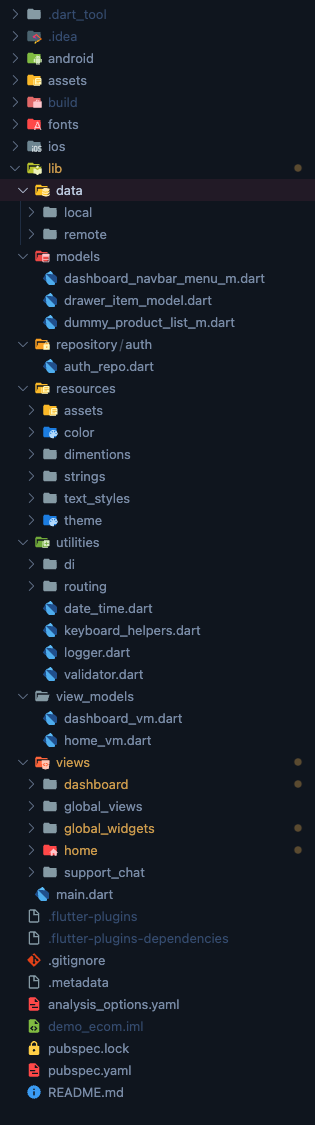 .dart_tool
.idea
android
assets
build
fonts
ios
lib
data
local
remote
models
dashboard_navbar_menu_m.dart
drawer_item_model.dart
dummy_product_list_m.dart
repository/auth
auth_repo.dart
resources
assets
color
dimentions
strings
text_styles
theme
utilities
di
routing
date_time.dart
keyboard_helpers.dart
logger.dart
validator.dart
view_models
dashboard_vm.dart
home_vm.dart
views
dashboard
global_views
global_widgets
home
support_chat
main.dart
.flutter-plugins
.flutter-plugins-dependencies
.gitignore
.metadata
analysis_options.yaml
demo_ecom.iml
pubspec.lock
pubspec.yaml
README.md